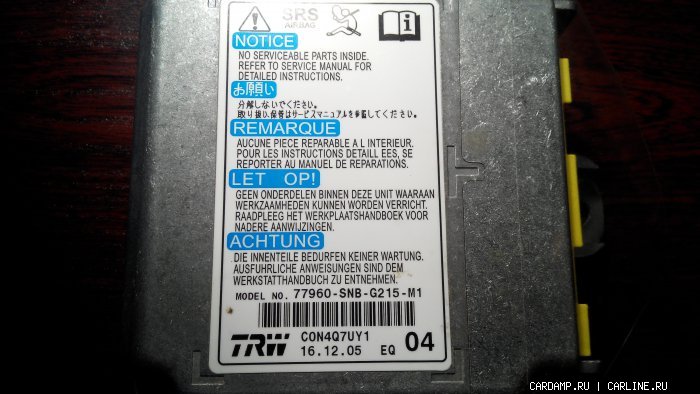 SRS
AIRBAG
NOTICE
NO SERVICEABLE PARTS INSIDE.
REFER TO SERVICE MANUAL FOR
DETAILED INSTRUCTIONS.
お願い
分解しないでください。
取り扱い、保管はサービスマニュアルを参照してください。
REMARQUE
AUCUNE PIECE REPARABLE A L INTERIEUR.
POUR LES INSTRUCTIONS DETAILL EES, SE
REPORTER AU MANUEL DE REPARATIONS.
LET OP!
GEEN ONDERDELEN BINNEN DEZE UNIT WAARAAN
WERKZAAMHEDEN KUNNEN WORDEN VERRICHT.
RAADPLEEG HET WERKPLAATSHANDBOEK VOOR
NADERE AANWIJZINGEN.
ACHTUNG
DIE INNENTEILE BEDURFEN KEINER WARTUNG.
AUSFUHRLICHE ANWEISUNGEN SIND DEM
WERKSTATTHANDBUCH ZU ENTNEHMEN.
MODEL NO. 77960-SNB-G215-M1
TRW CON4Q7UY1
16.12.05 EQ 04
CARDAMP.RU | CARLINE.RU